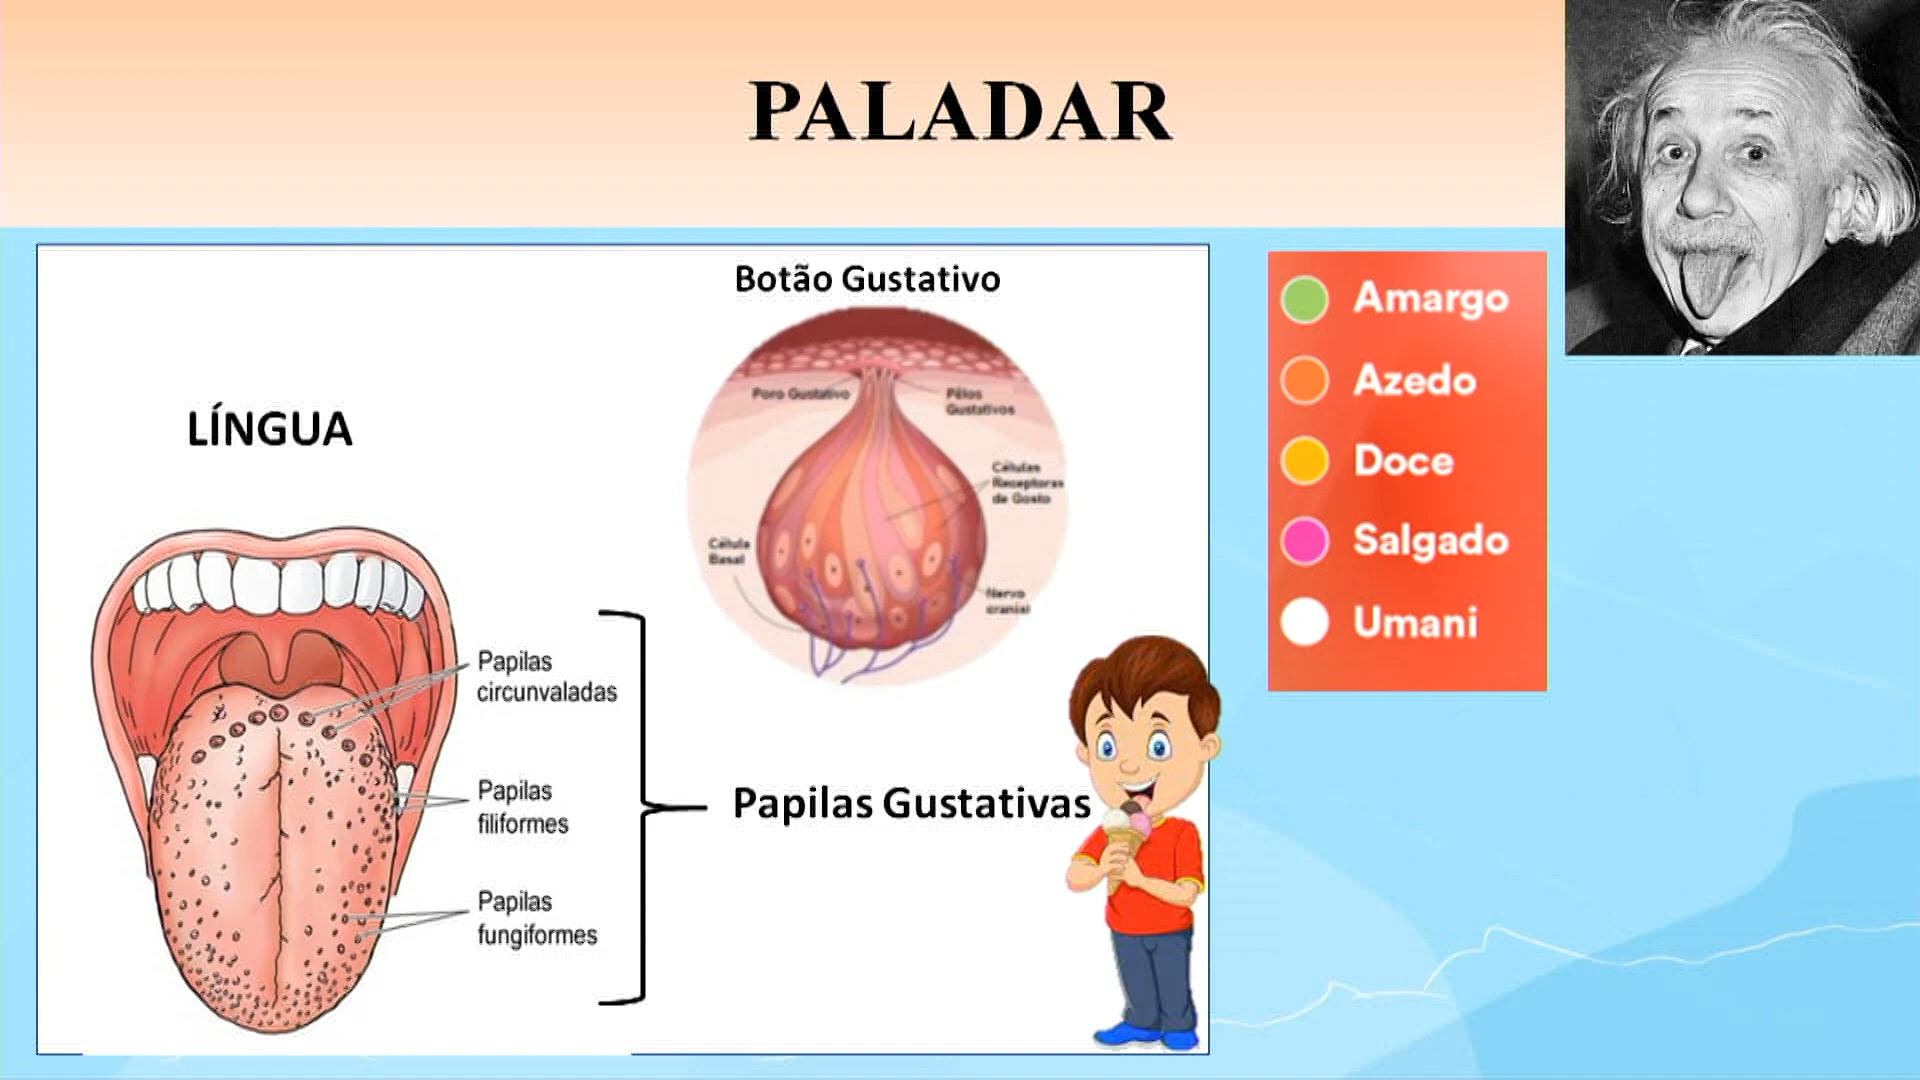 PALADAR
Botão Gustativo
Poro Gustativo
Pêlos
Gustativos
Células
Receptoras
de Gosto
Célula
Basal
Nervo
cranial
LÍNGUA
Papilas
circunvaladas
Papilas
filiformes
Papilas
fungiformes
Papilas Gustativas
Amargo
Azedo
Doce
Salgado
Umani